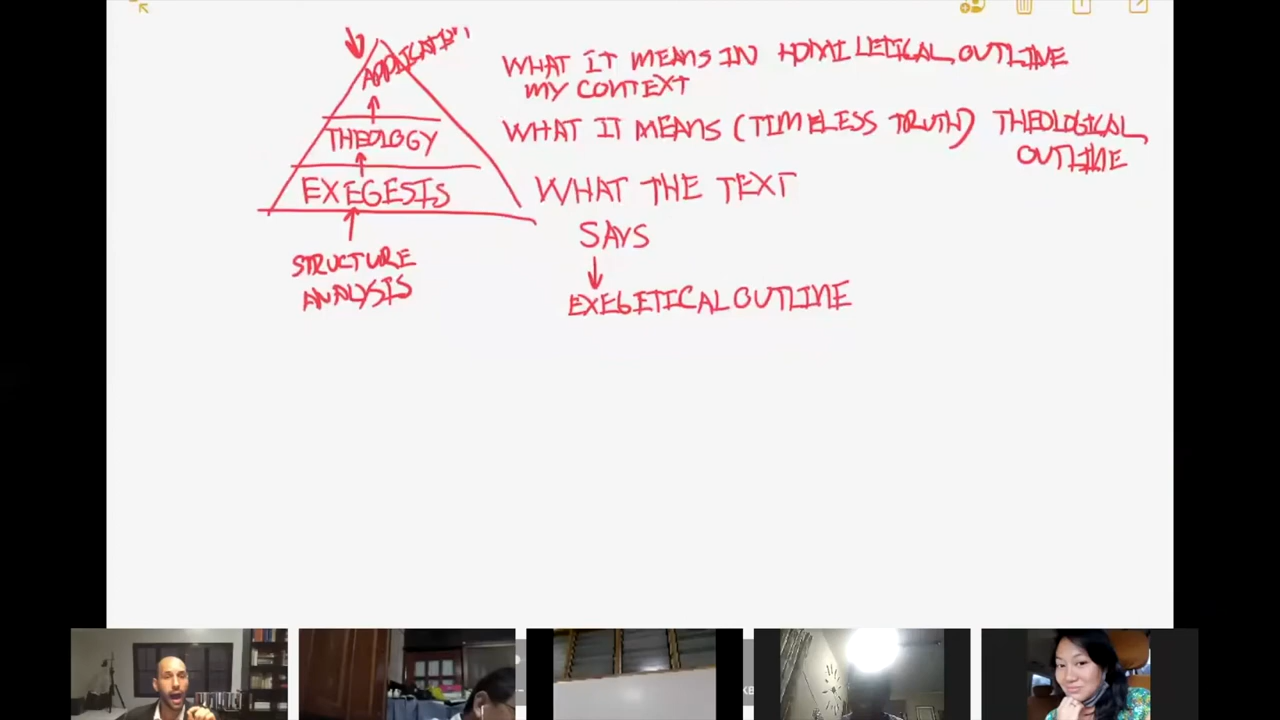 APPLICATION
WHAT IT MEANS IN HOMILETICAL OUTLINE
MY CONTEXT
THEOLOGY
WHAT IT MEANS (TIMELESS TRUTH) THEOLOGICAL
OUTLINE
EXEGESIS
WHAT THE TEXT
SAYS
STRUCTURE
ANALYSIS
EXEGETICAL OUTLINE